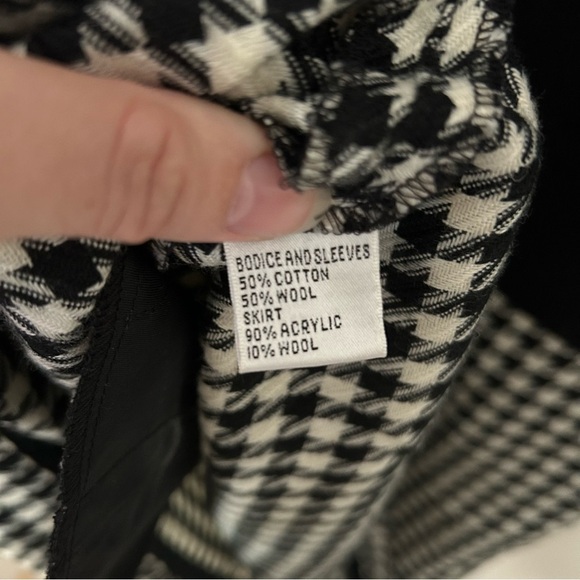 BODICE AND SLEEVES
50% COTTON
50% WOOL
SKIRT
90% ACRYLIC
10% WOOL